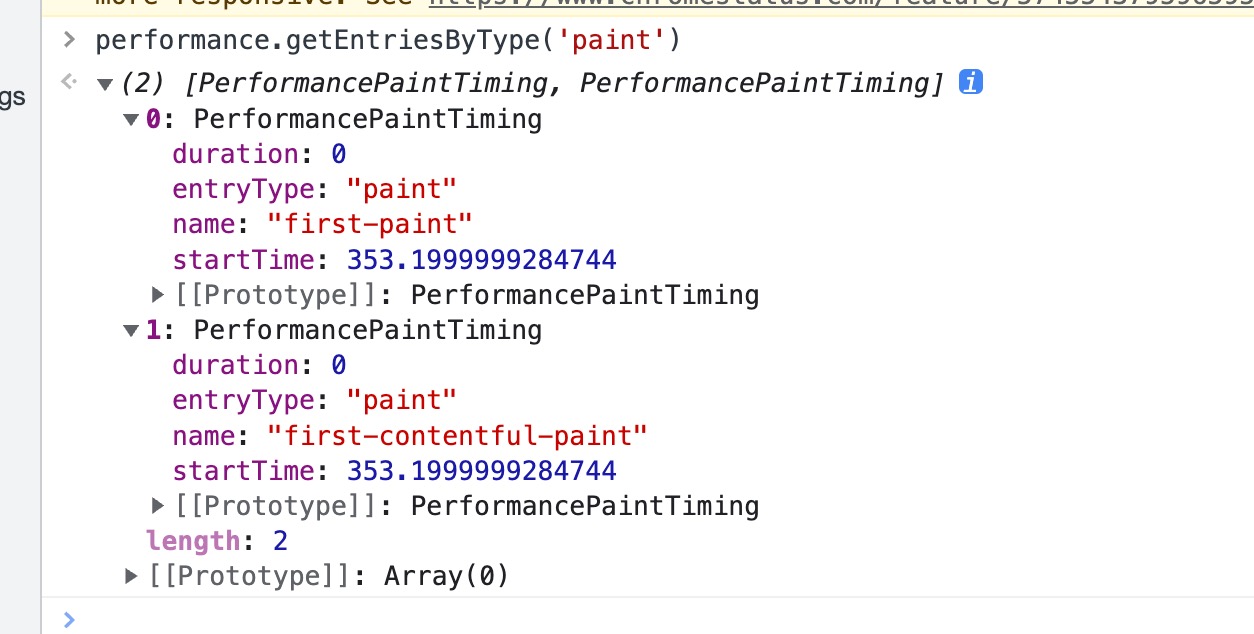 more responsive. See https://www.chromestatus.com/feature/
performance.getEntriesByType('paint')
gs
(2) [PerformancePaintTiming, PerformancePaintTiming]
0: PerformancePaintTiming
duration: 0
entryType: "paint"
name: "first-paint"
startTime: 353.1999999284744
[[Prototype]]: PerformancePaintTiming
1: PerformancePaintTiming
duration: 0
entryType: "paint"
name: "first-contentful-paint"
startTime: 353.1999999284744
[[Prototype]]: PerformancePaintTiming
length: 2
[[Prototype]]: Array(0)